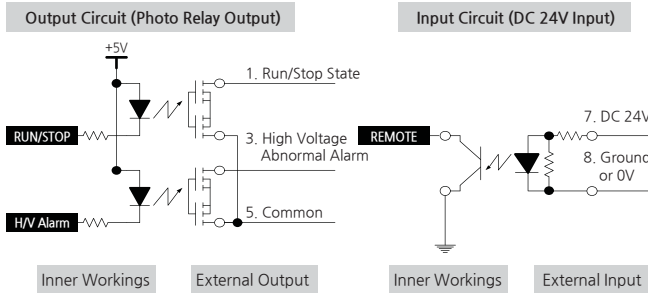 Output Circuit (Photo Relay Output)
Input Circuit (DC 24V Input)
+5V
1. Run/Stop State
RUN/STOP
3. High Voltage
Abnormal Alarm
REMOTE
7. DC 24V
8. Ground
or 0V
5. Common
H/V Alarm
Inner Workings
External Output
Inner Workings
External Input